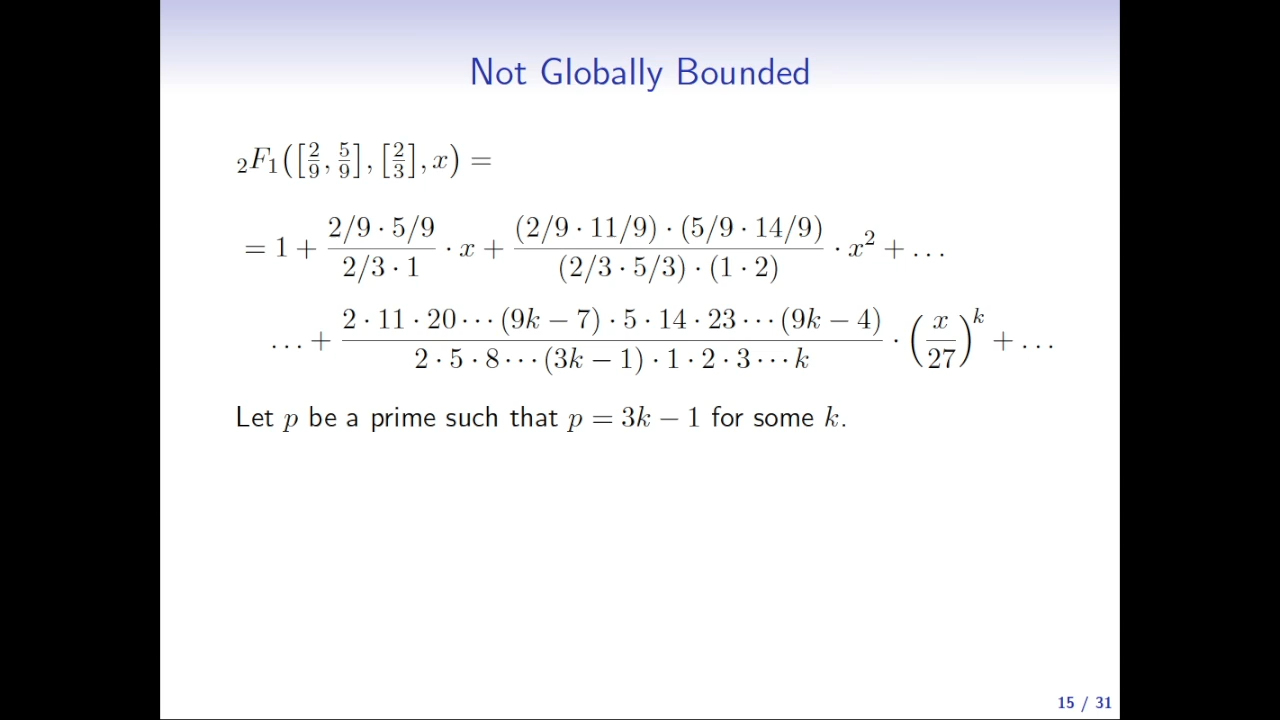 Not Globally Bounded
₂F₁([2/9, 5/9], [2/3], x) =
= 1 + (2/9 · 5/9)/(2/3 · 1) · x + ((2/9 · 11/9) · (5/9 · 14/9))/((2/3 · 5/3) · (1 · 2)) · x² + …
… + (2 · 11 · 20 ⋯ (9k − 7) · 5 · 14 · 23 ⋯ (9k − 4))/(2 · 5 · 8 ⋯ (3k − 1) · 1 · 2 · 3 ⋯ k) · (x/27)ᵏ + …
Let p be a prime such that p = 3k − 1 for some k.
15 / 31